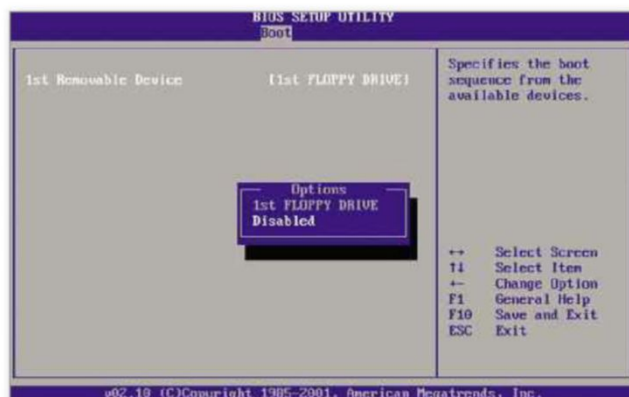 BIOS SETUP UTILITY
Boot
1st Removable Device [1st FLOPPY DRIVE]
Specifies the boot
sequence from the
available devices.
Options
1st FLOPPY DRIVE
Disabled
↔ Select Screen
↑↓ Select Item
+- Change Option
F1 General Help
F10 Save and Exit
ESC Exit
v02.10 (C)Copyright 1985-2001, American Megatrends, Inc.